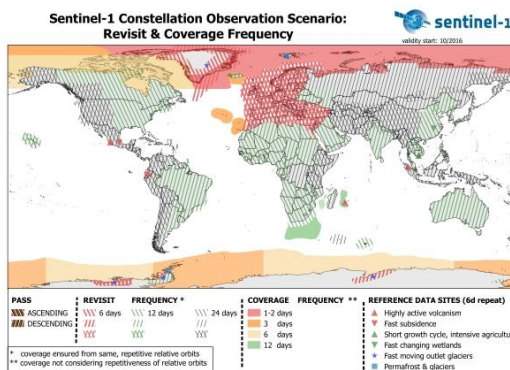 Sentinel-1 Constellation Observation Scenario:
Revisit & Coverage Frequency
sentinel-1
validity start: 10/2016
PASS
ASCENDING
DESCENDING
REVISIT FREQUENCY *
6 days 12 days 24 days
COVERAGE FREQUENCY **
1-2 days
3 days
6 days
12 days
REFERENCE DATA SITES (6d repeat)
Highly active volcanism
Fast subsidence
Short growth cycle, intensive agricultu
Fast changing wetlands
Fast moving outlet glaciers
Permafrost & glaciers
* coverage ensured from same, repetitive relative orbits
** coverage not considering repetitiveness of relative orbits